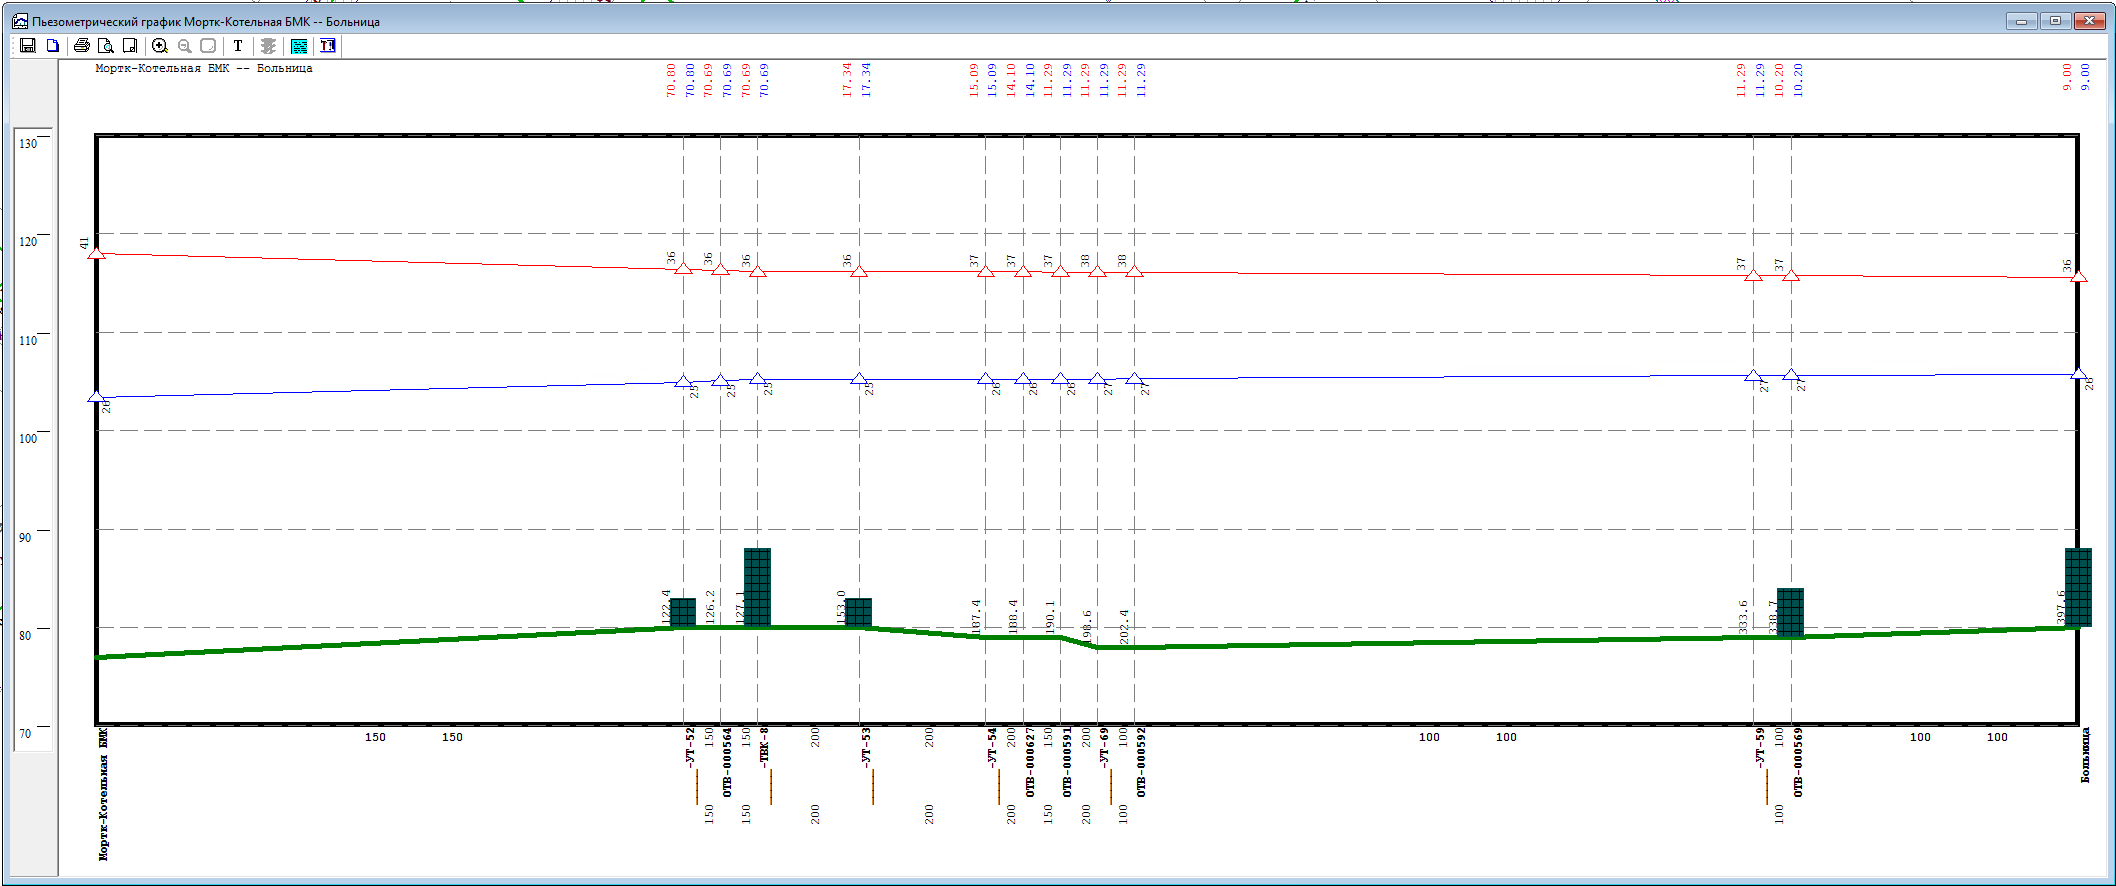 Пьезометрический график Мортк-Котельная БМК -- Больница
T
T!
Мортк-Котельная БМК -- Больница
70.80 70.80 70.69 70.69 70.69 70.69 17.34 17.34 15.09 15.09 14.10 14.10 11.29 11.29 11.29 11.29 11.29 11.29 11.29 11.29 10.20 10.20 9.00 9.00
130
120
41 36 36 36 36 37 37 37 38 38 37 37 36
110
26 25 25 25 25 26 26 26 27 27 27 27 26
100
90
80
122.4 126.2 127.1 153.0 187.4 188.4 190.1 198.6 202.4 333.6 338.7 397.6
70
150 150 150 150 200 200 200 150 200 100 100 100 100 100 100
Мортк-Котельная БМК -УТ-52 ОТВ-000564 -ТВК-8 -УТ-53 -УТ-54 ОТВ-000627 ОТВ-000591 -УТ-69 ОТВ-000592 -УТ-59 ОТВ-000569 Больница
150 150 200 200 200 150 200 100 100